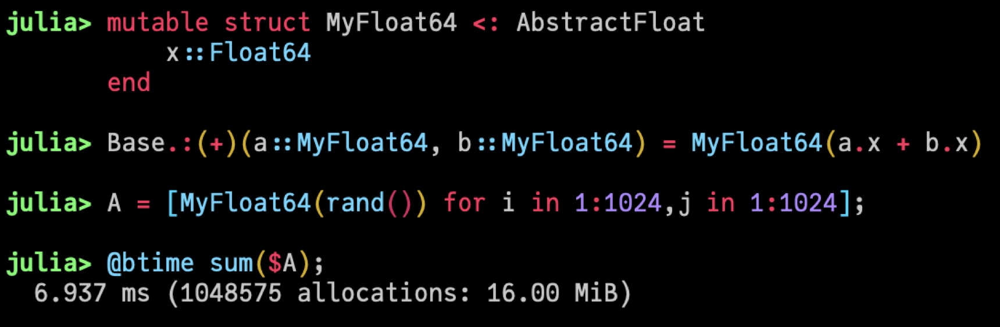 julia> mutable struct MyFloat64 <: AbstractFloat
x::Float64
end
julia> Base.:(+)(a::MyFloat64, b::MyFloat64) = MyFloat64(a.x + b.x)
julia> A = [MyFloat64(rand()) for i in 1:1024,j in 1:1024];
julia> @btime sum($A);
6.937 ms (1048575 allocations: 16.00 MiB)